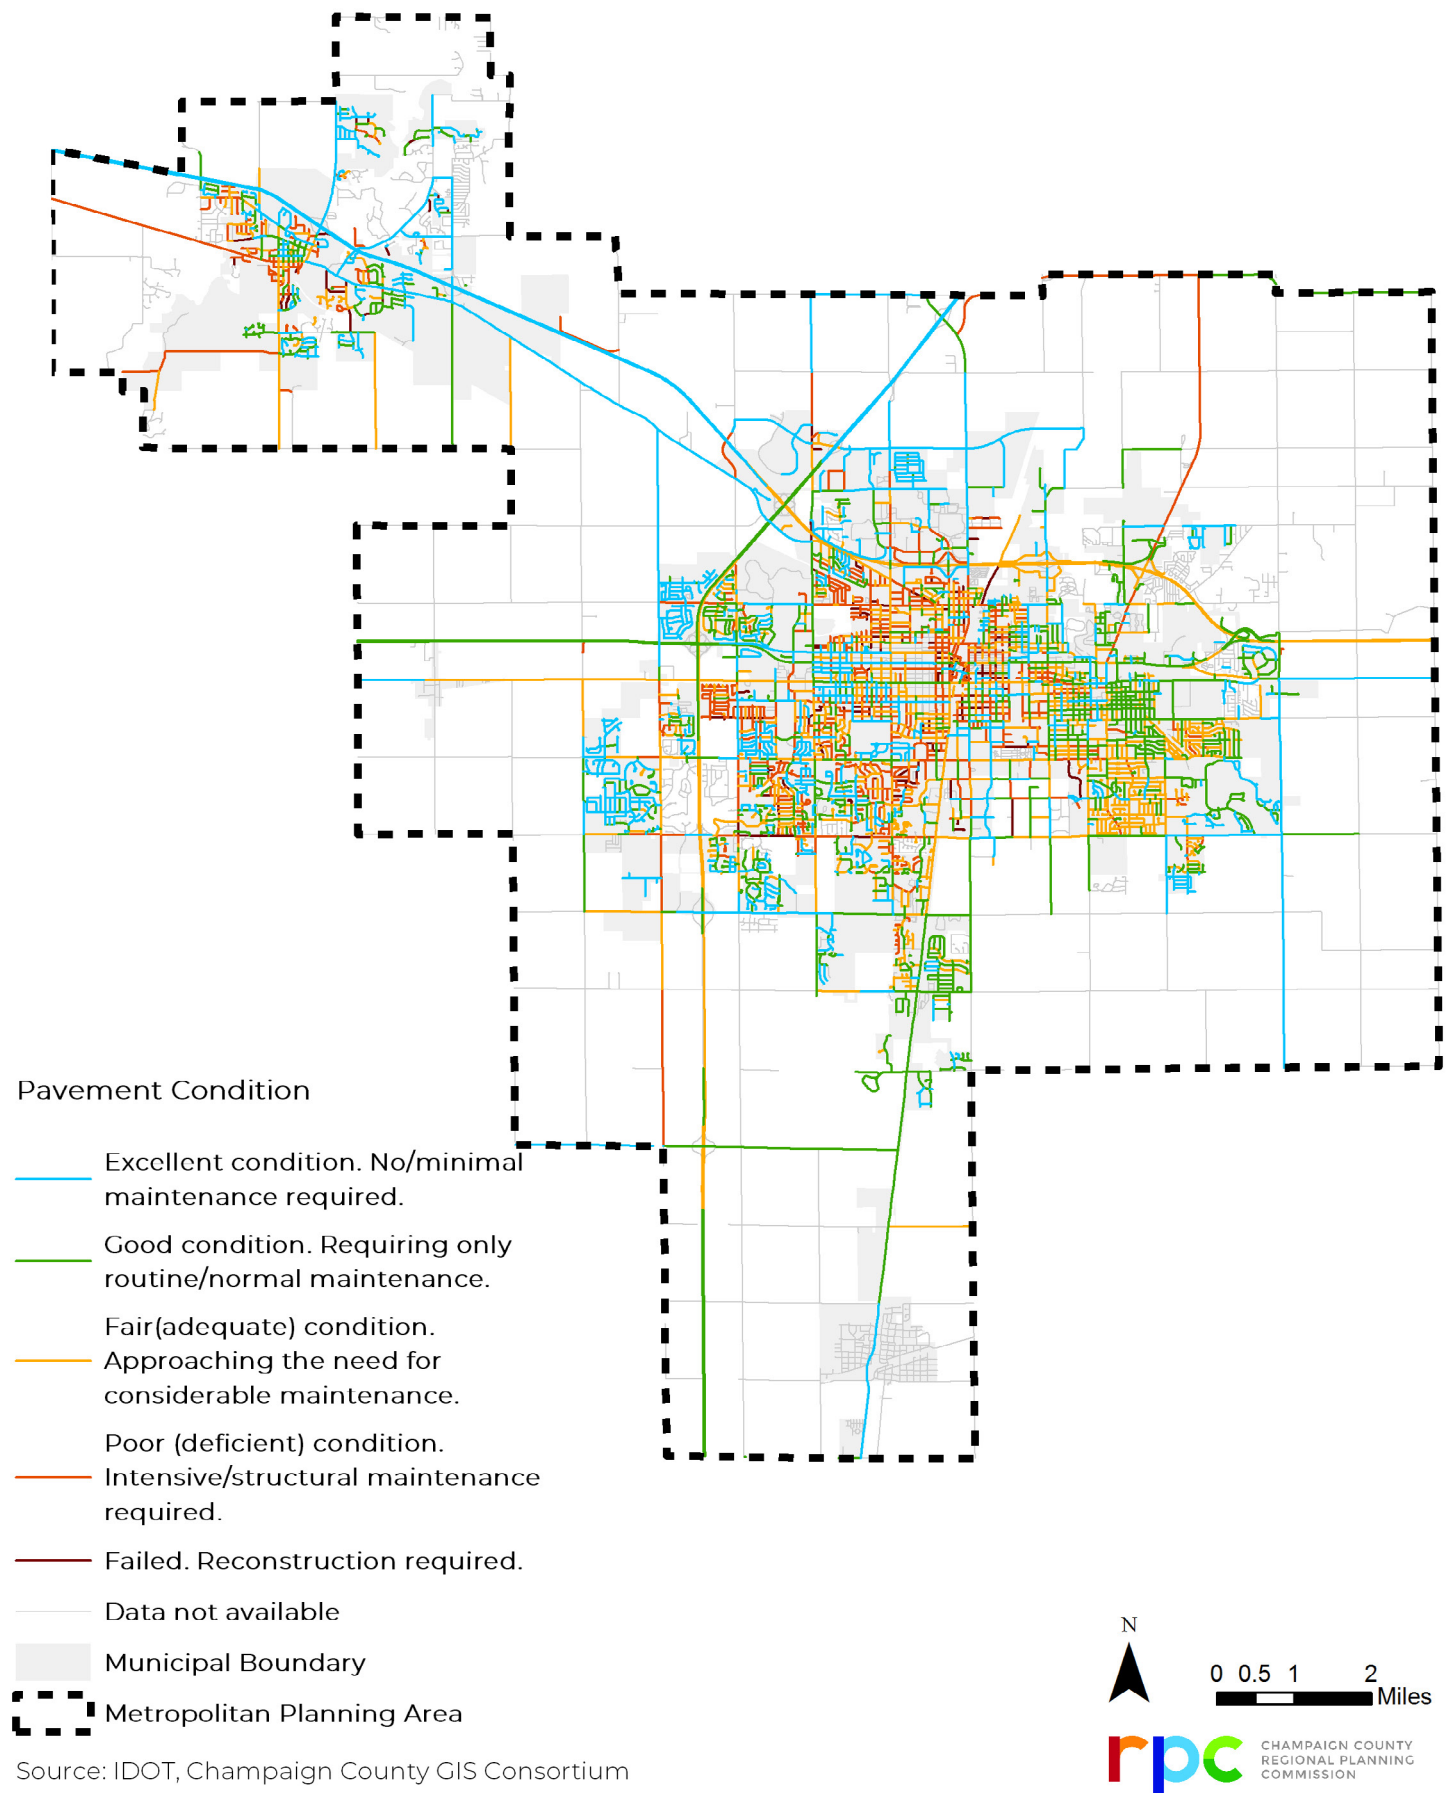 Pavement Condition
Excellent condition. No/minimal
maintenance required.
Good condition. Requiring only
routine/normal maintenance.
Fair(adequate) condition.
Approaching the need for
considerable maintenance.
Poor (deficient) condition.
Intensive/structural maintenance
required.
Failed. Reconstruction required.
Data not available
Municipal Boundary
Metropolitan Planning Area
Source: IDOT, Champaign County GIS Consortium
N
0 0.5 1 2
Miles
rpc
CHAMPAIGN COUNTY
REGIONAL PLANNING
COMMISSION